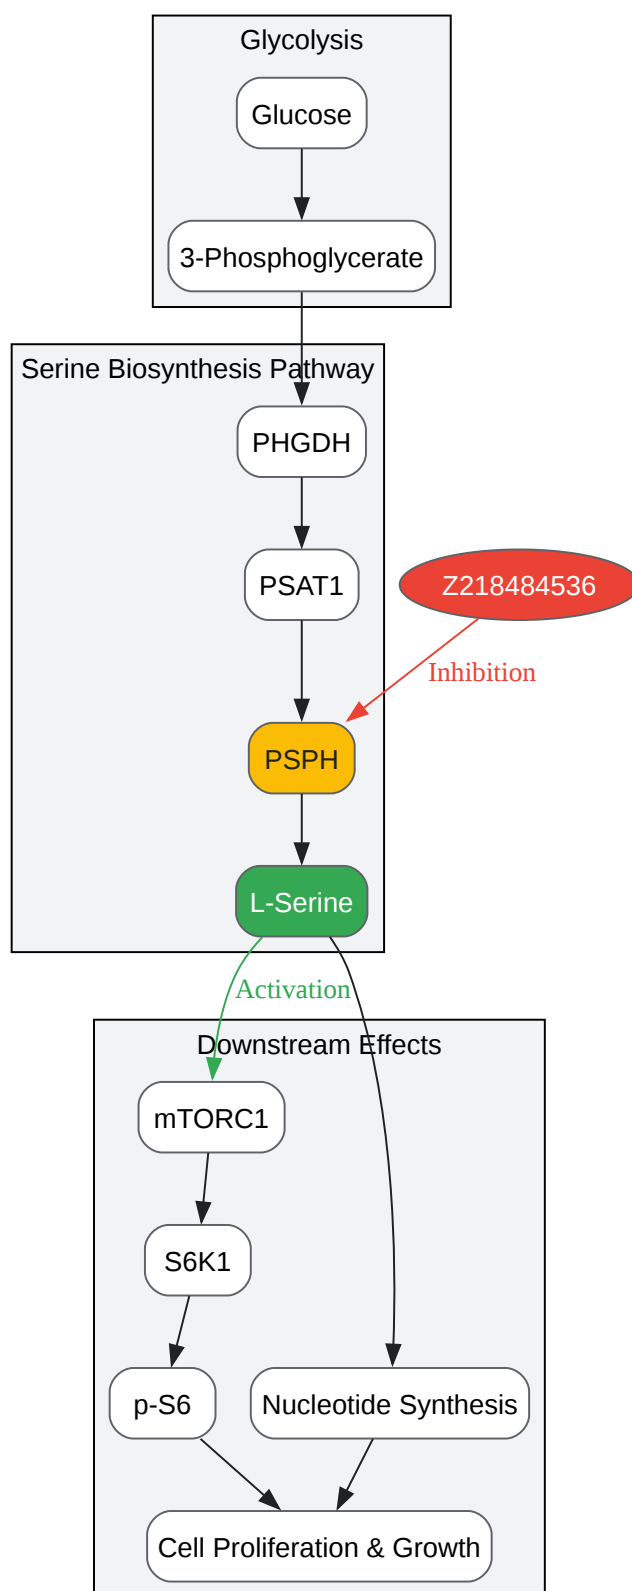 Glycolysis
Glucose
3-Phosphoglycerate
Serine Biosynthesis Pathway
PHGDH
PSAT1
Z218484536
Inhibition
PSPH
L-Serine
Activation
Downstream Effects
mTORC1
S6K1
p-S6
Nucleotide Synthesis
Cell Proliferation & Growth